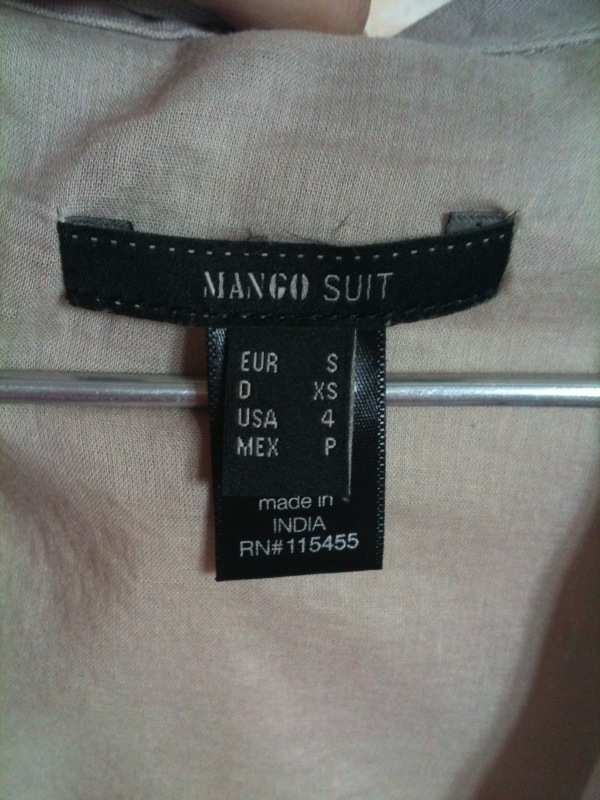 MANGO SUIT
EUR S
D XS
USA 4
MEX P
made in
INDIA
RN#115455